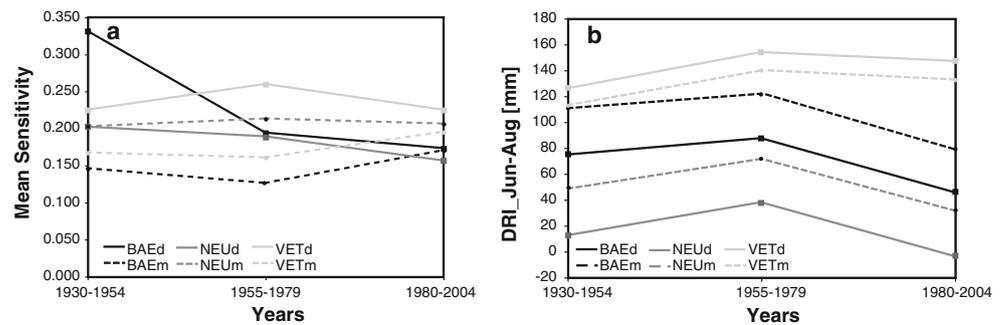 a
0.350
0.350
0.300
0.250
0.200
0.150
0.100
0.050
0.000
Mean Sensitivity
BAEd NEUd VETd
BAEm NEUm VETm
1930-1954 1955-1979 1980-2004
Years
b
180
160
140
120
100
80
60
40
20
0
-20
DRI_Jun-Aug [mm]
BAEd NEUd VETd
BAEm NEUm VETm
1930-1954 1955-1979 1980-2004
Years